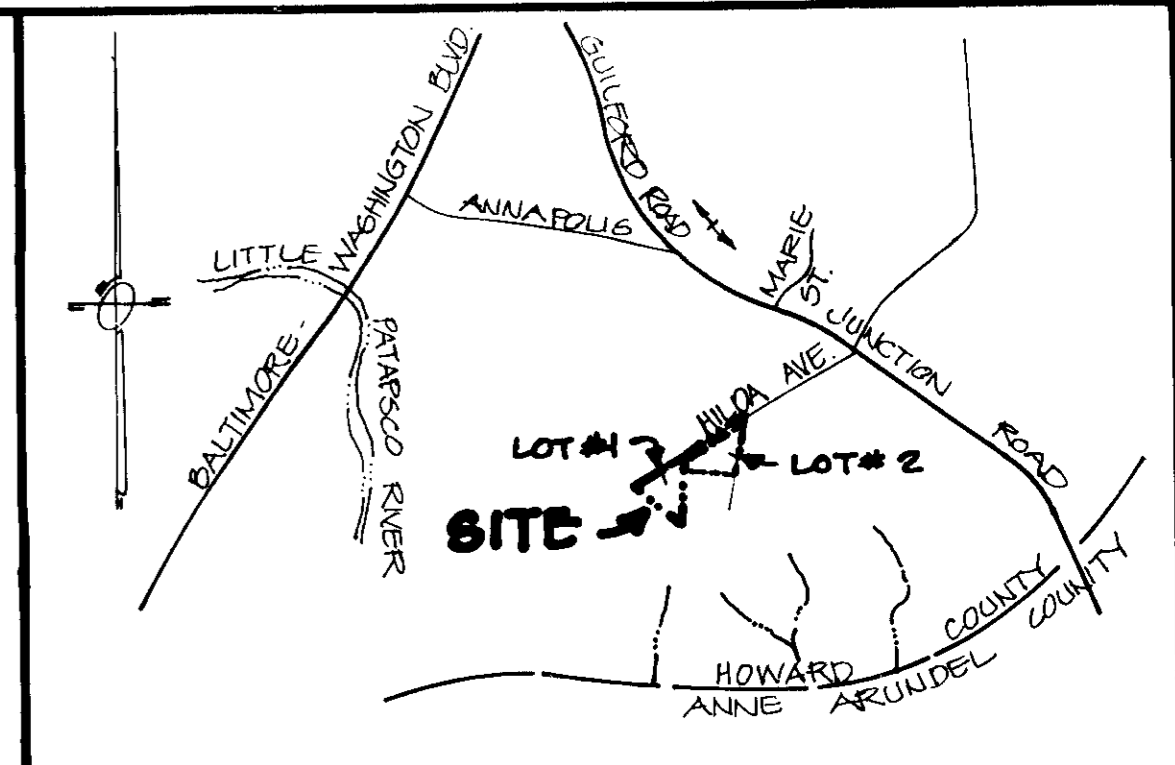 BALTIMORE - WASHINGTON BLVD.
GUILFORD ROAD
ANNAPOLIS
JUNCTION
ROAD
MARIE
ST.
LITTLE
PATAPSCO RIVER
HILDA AVE.
LOT #1
LOT # 2
SITE
HOWARD COUNTY
ANNE ARUNDEL COUNTY